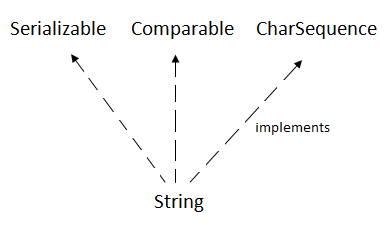 Serializable Comparable CharSequence
implements
String